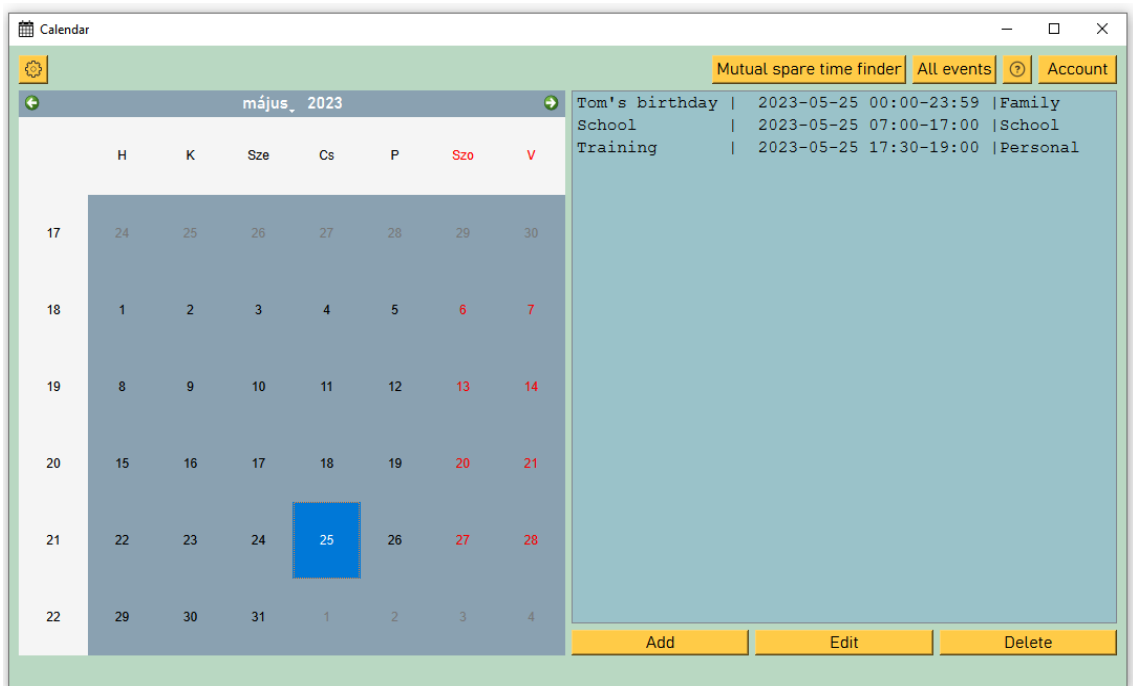 Calendar
Mutual spare time finder All events ? Account
május 2023
H K Sze Cs P Szo V
17 24 25 26 27 28 29 30
18 1 2 3 4 5 6 7
19 8 9 10 11 12 13 14
20 15 16 17 18 19 20 21
21 22 23 24 25 26 27 28
22 29 30 31 1 2 3 4
Tom's birthday | 2023-05-25 00:00-23:59 |Family
School | 2023-05-25 07:00-17:00 |School
Training | 2023-05-25 17:30-19:00 |Personal
Add Edit Delete